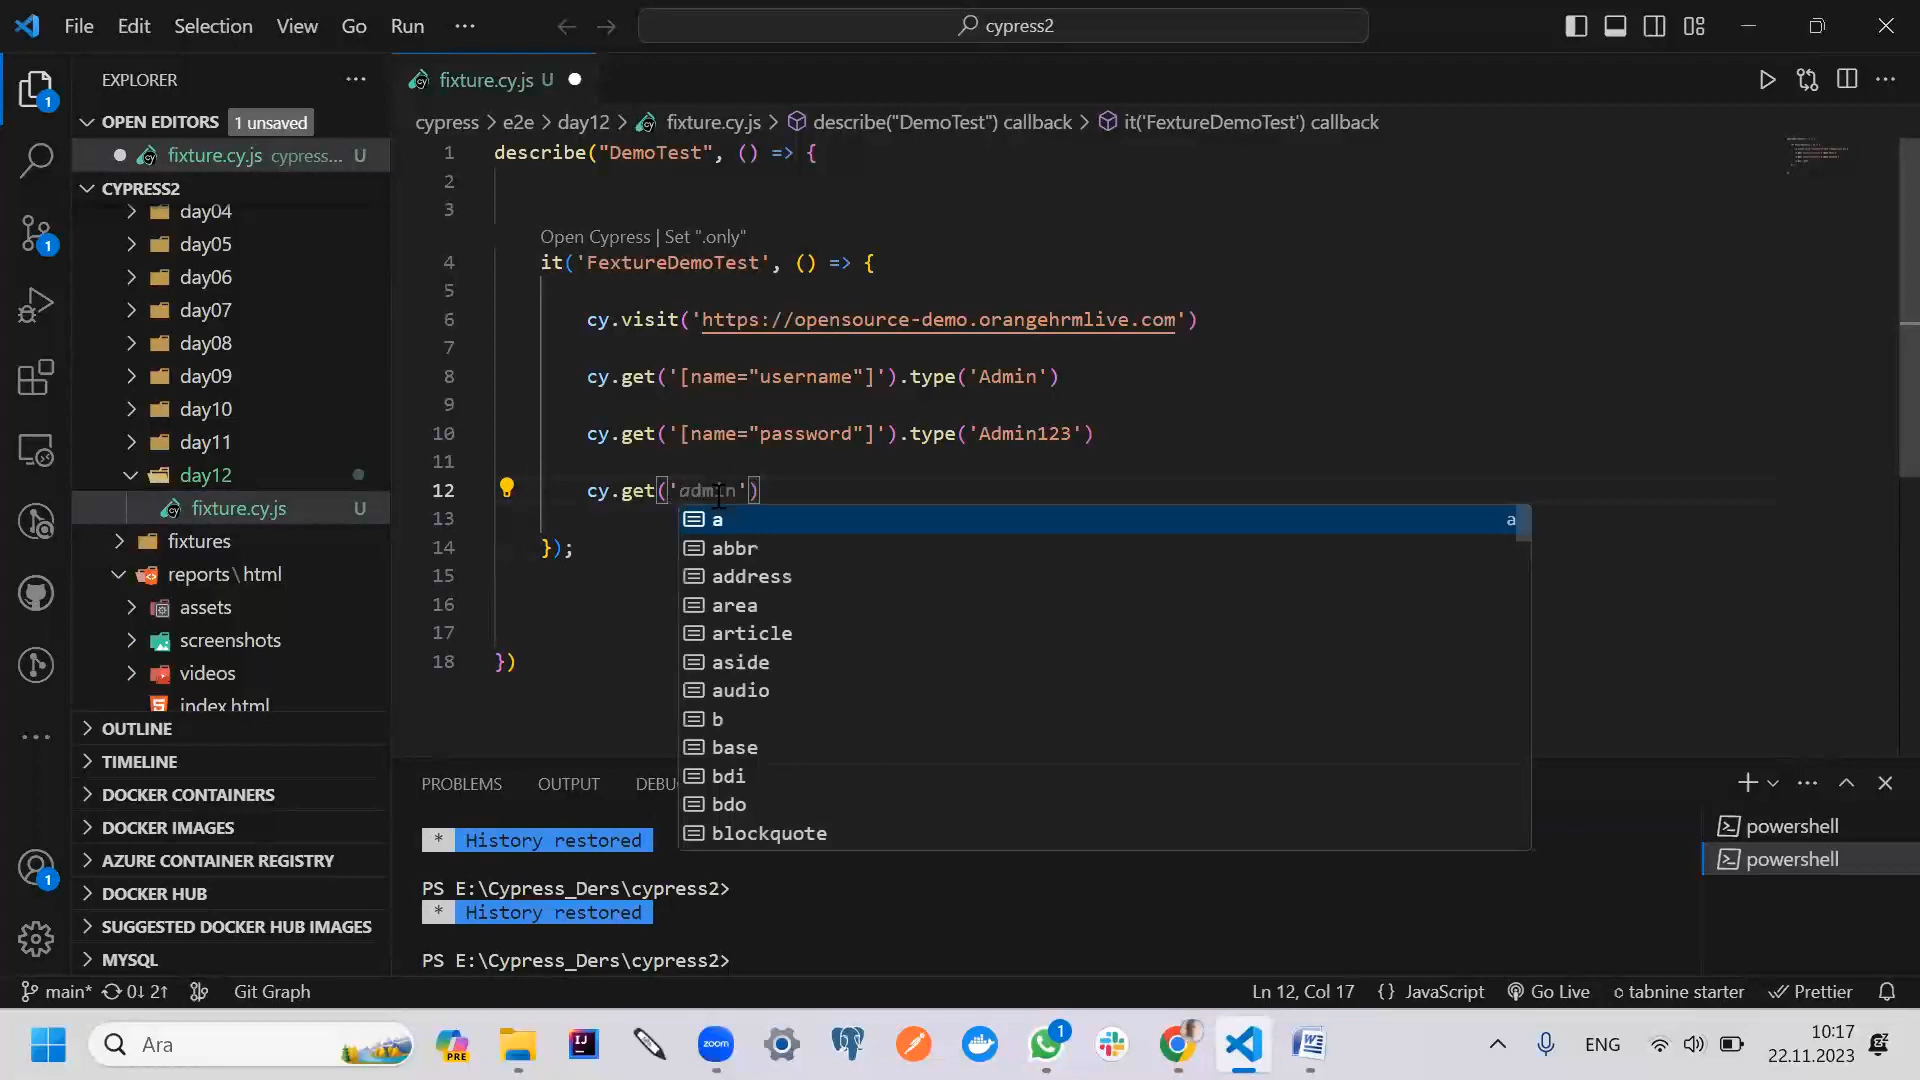 File Edit Selection View Go Run ···
cypress2
EXPLORER
OPEN EDITORS 1 unsaved
fixture.cy.js cypress... U
CYPRESS2
day04
day05
day06
day07
day08
day09
day10
day11
day12
fixture.cy.js U
fixtures
reports\html
assets
screenshots
videos
index.html
OUTLINE
TIMELINE
DOCKER CONTAINERS
DOCKER IMAGES
AZURE CONTAINER REGISTRY
DOCKER HUB
SUGGESTED DOCKER HUB IMAGES
MYSQL
1
1
1
fixture.cy.js U
cypress > e2e > day12 > fixture.cy.js > describe("DemoTest") callback > it('FextureDemoTest') callback
1 describe("DemoTest", () => {
2
3
Open Cypress | Set ".only"
4 it('FextureDemoTest', () => {
5
6 cy.visit('https://opensource-demo.orangehrmlive.com')
7
8 cy.get('[name="username"]').type('Admin')
9
10 cy.get('[name="password"]').type('Admin123')
11
12 cy.get('admin')
13
14 });
15
16
17
18 })
a a
abbr
address
area
article
aside
audio
b
base
bdi
bdo
blockquote
PROBLEMS OUTPUT DEBU
* History restored
PS E:\Cypress_Ders\cypress2>
* History restored
PS E:\Cypress_Ders\cypress2>
powershell
powershell
main* 0↓ 2↑ Git Graph
Ln 12, Col 17 {} JavaScript Go Live tabnine starter Prettier
Ara
PRE
zoom
1
ENG
10:17
22.11.2023